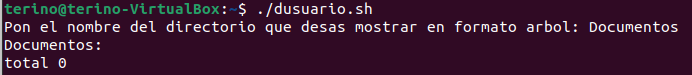 terino@terino-VirtualBox:~$ ./dusuario.sh
Pon el nombre del directorio que desas mostrar en formato arbol: Documentos
Documentos:
total 0